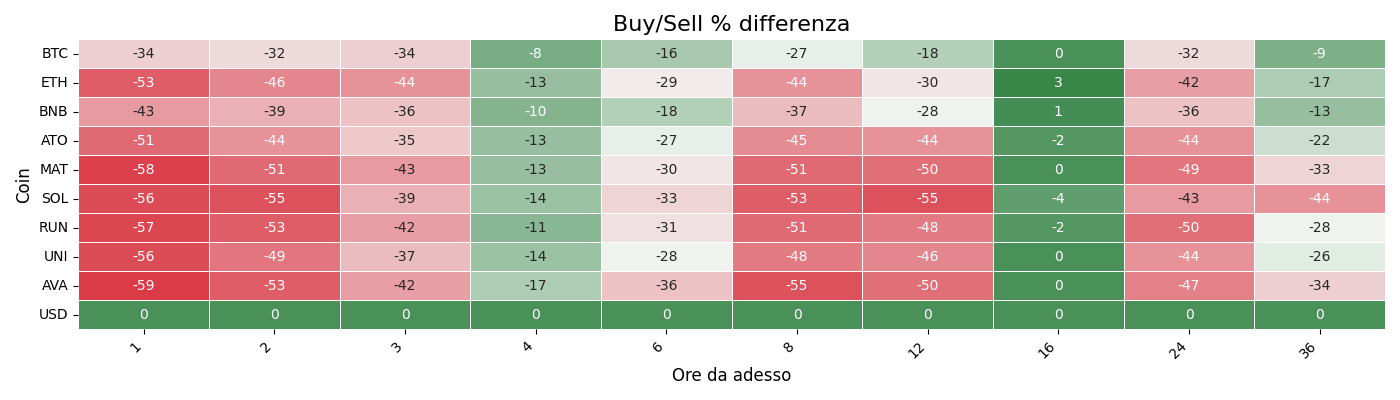 Buy/Sell % differenza
Coin
BTC -34 -32 -34 -8 -16 -27 -18 0 -32 -9
ETH -53 -46 -44 -13 -29 -44 -30 3 -42 -17
BNB -43 -39 -36 -10 -18 -37 -28 1 -36 -13
ATO -51 -44 -35 -13 -27 -45 -44 -2 -44 -22
MAT -58 -51 -43 -13 -30 -51 -50 0 -49 -33
SOL -56 -55 -39 -14 -33 -53 -55 -4 -43 -44
RUN -57 -53 -42 -11 -31 -51 -48 -2 -50 -28
UNI -56 -49 -37 -14 -28 -48 -46 0 -44 -26
AVA -59 -53 -42 -17 -36 -55 -50 0 -47 -34
USD 0 0 0 0 0 0 0 0 0 0
1 2 3 4 6 8 12 16 24 36
Ore da adesso